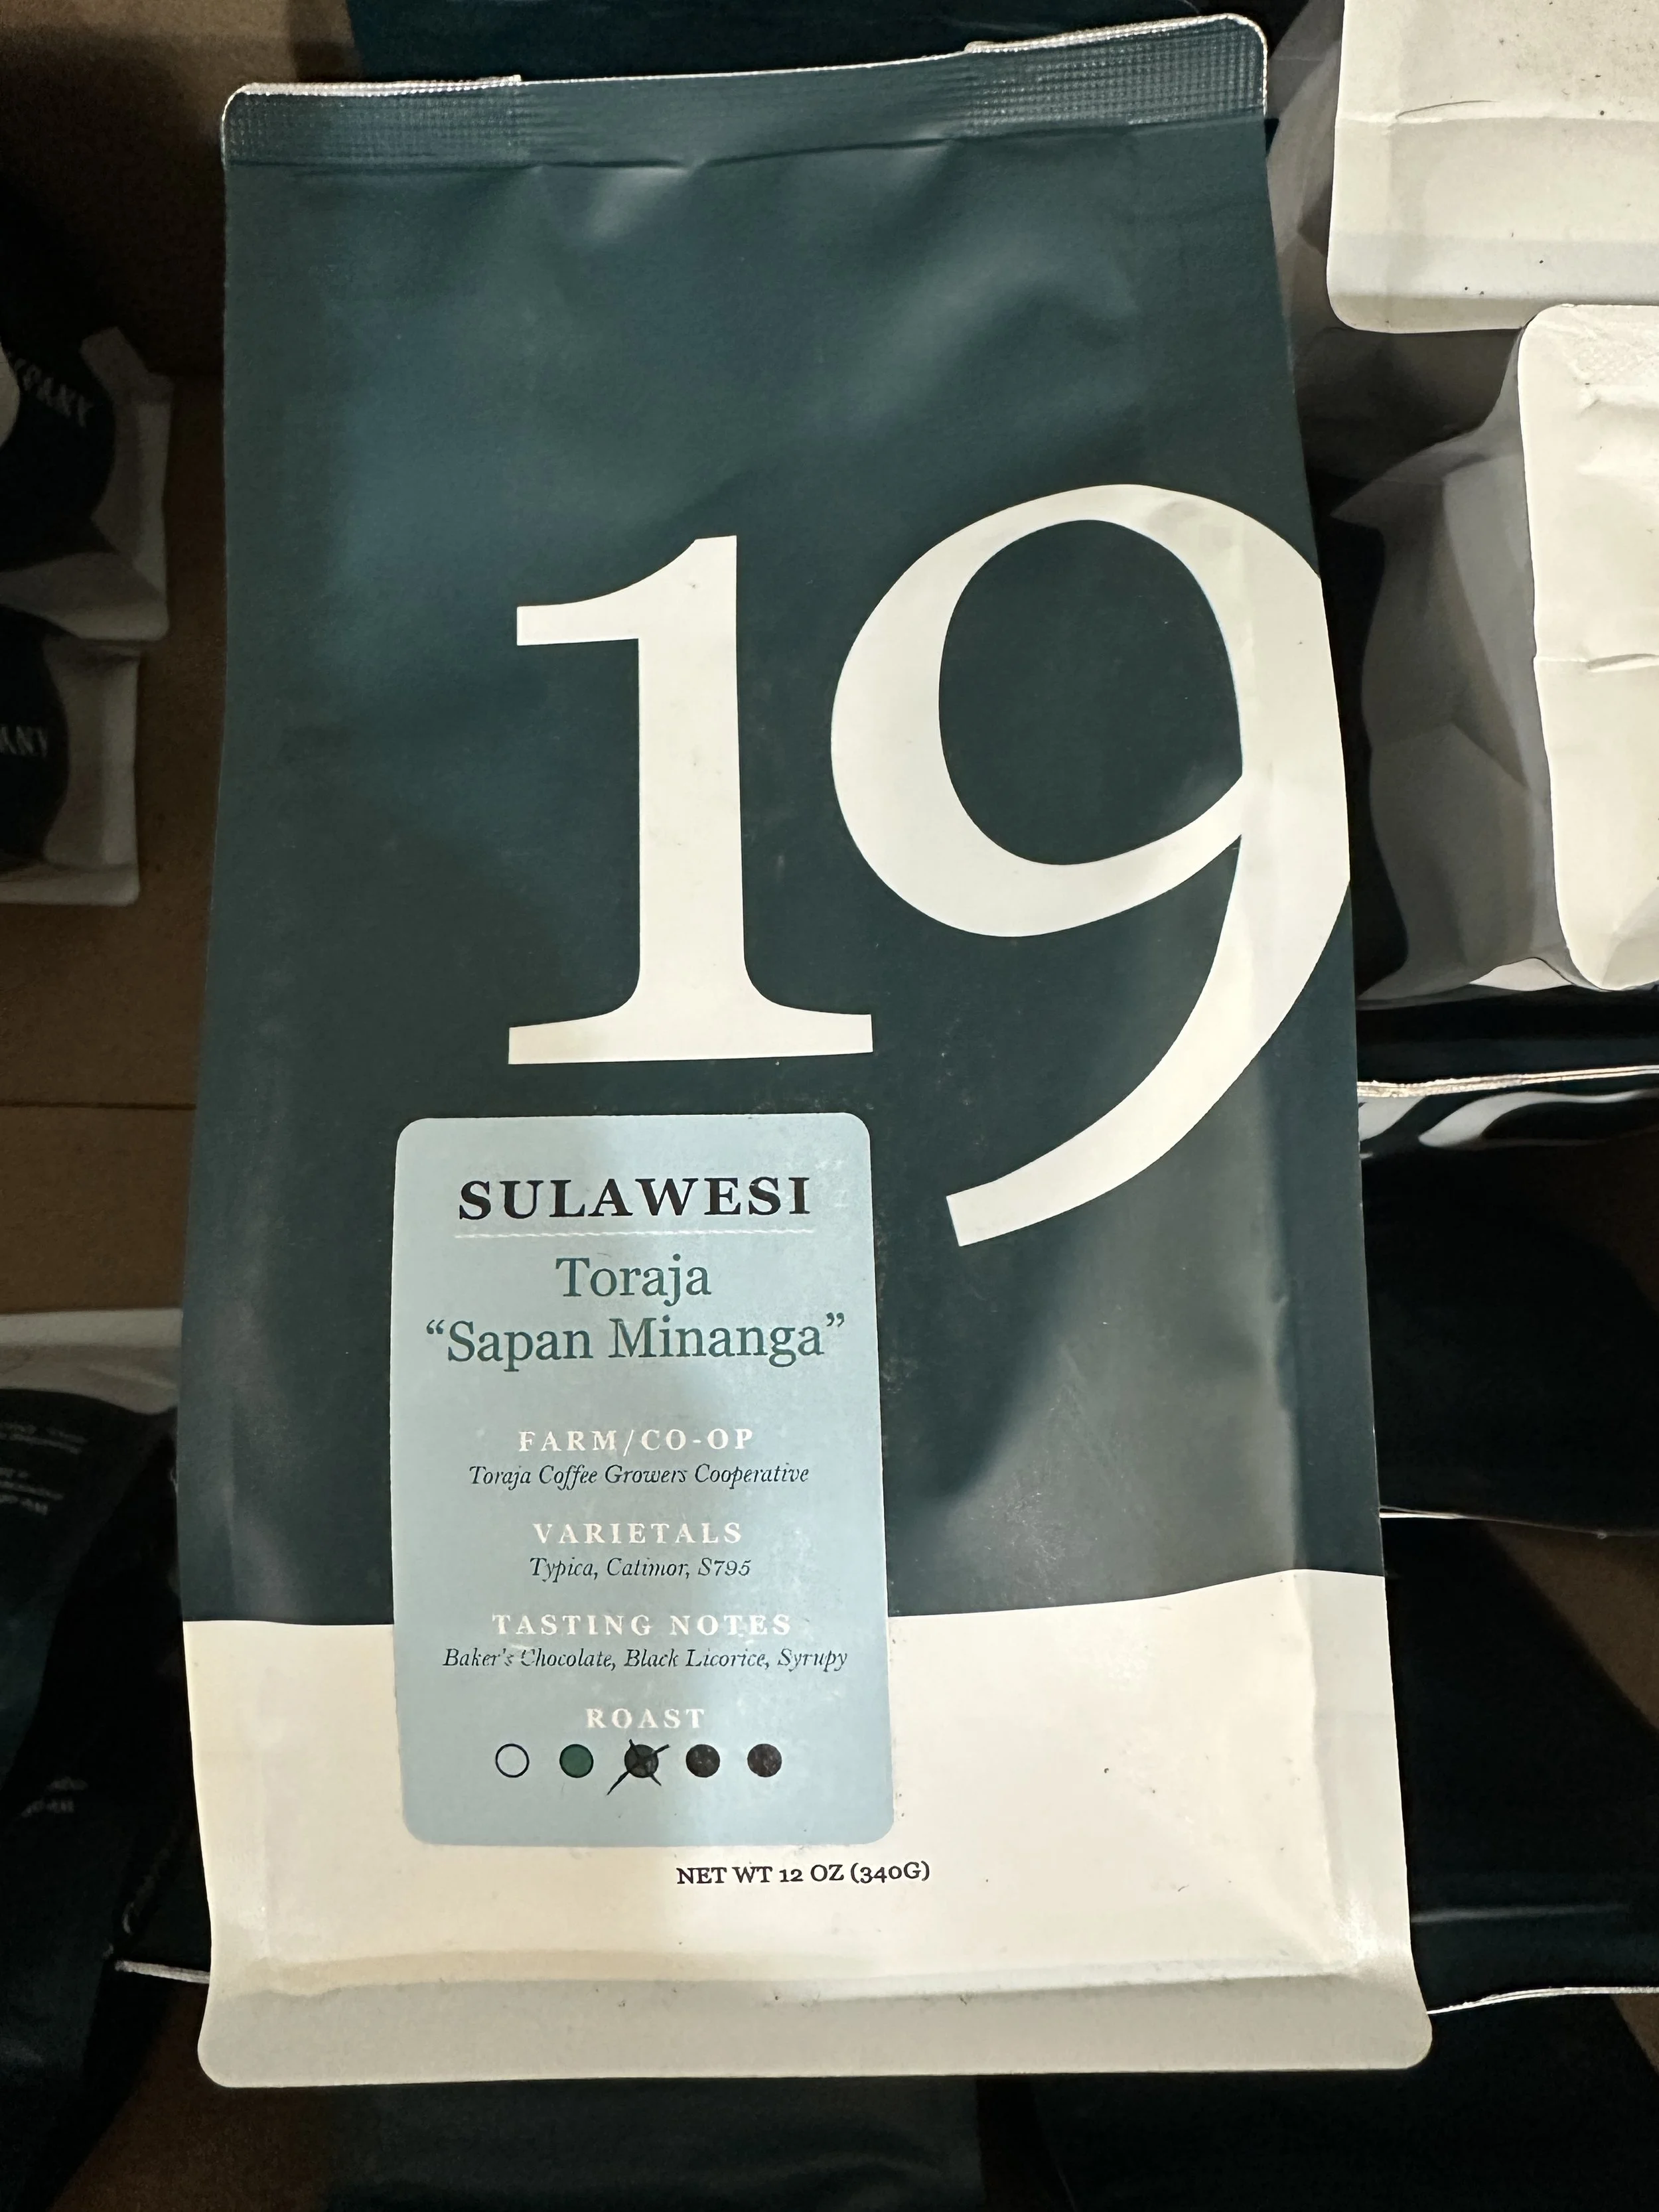 19
SULAWESI
Toraja
“Sapan Minanga”
FARM/CO-OP
Toraja Coffee Growers Cooperative
VARIETALS
Typica, Catimor, S795
TASTING NOTES
Baker's Chocolate, Black Licorice, Syrupy
ROAST
NET WT 12 OZ (340G)